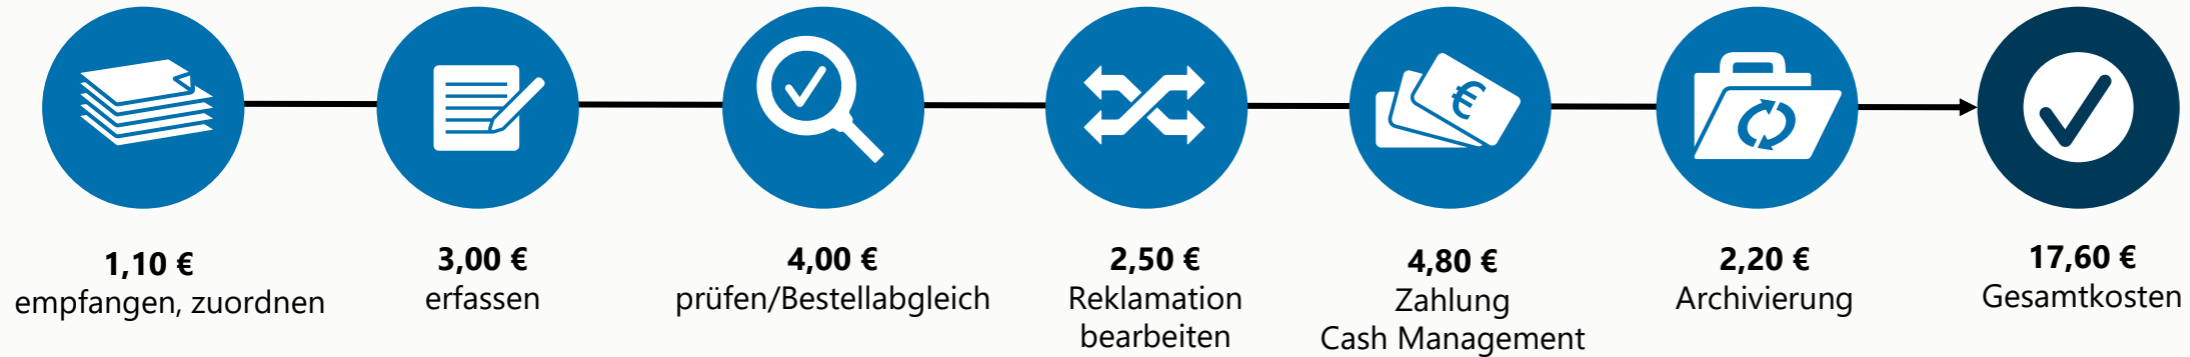 1,10 €
empfangen, zuordnen
3,00 €
erfassen
4,00 €
prüfen/Bestellabgleich
2,50 €
Reklamation
bearbeiten
4,80 €
Zahlung
Cash Management
2,20 €
Archivierung
17,60 €
Gesamtkosten
€